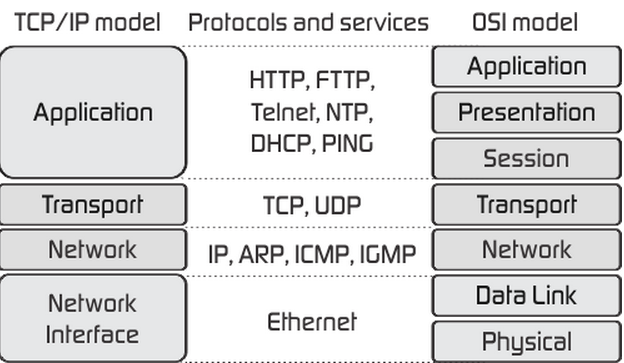 TCP/IP model Protocols and services OSI model
Application
HTTP, FTTP,
Telnet, NTP,
DHCP, PING
Application
Presentation
Session
Transport TCP, UDP Transport
Network IP, ARP, ICMP, IGMP Network
Network
Interface
Ethernet
Data Link
Physical